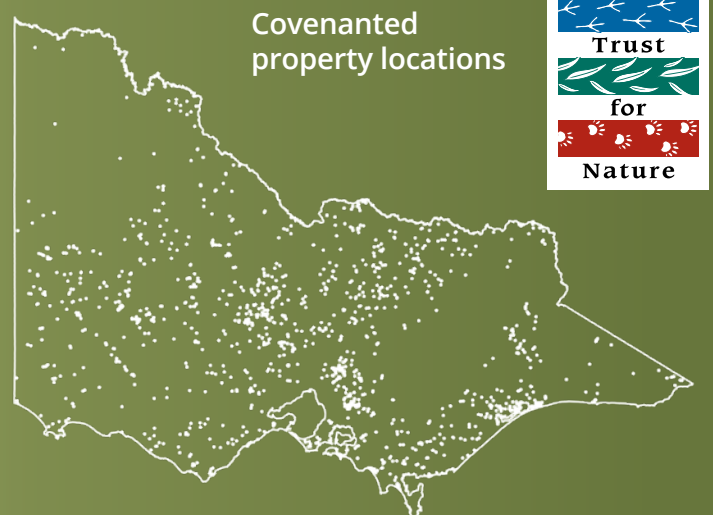 Covenanted
property locations
Trust
for
Nature